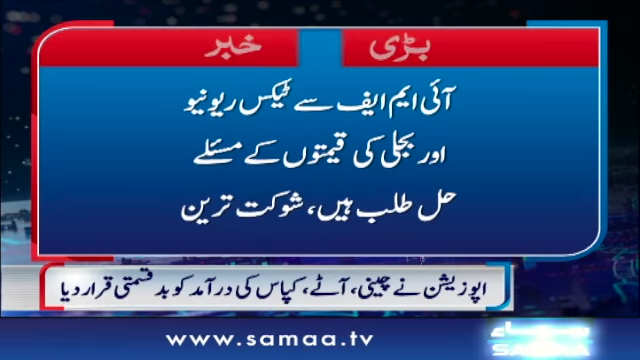 بڑی خبر
آئی ایم ایف سے ٹیکس ریونیو
اور بجلی کی قیمتوں کے مسئلے
حل طلب ہیں، شوکت ترین
اپوزیشن نے چینی، آٹے، کپاس کی درآمد کو بدقسمتی قرار دیا
www.samaa.tv